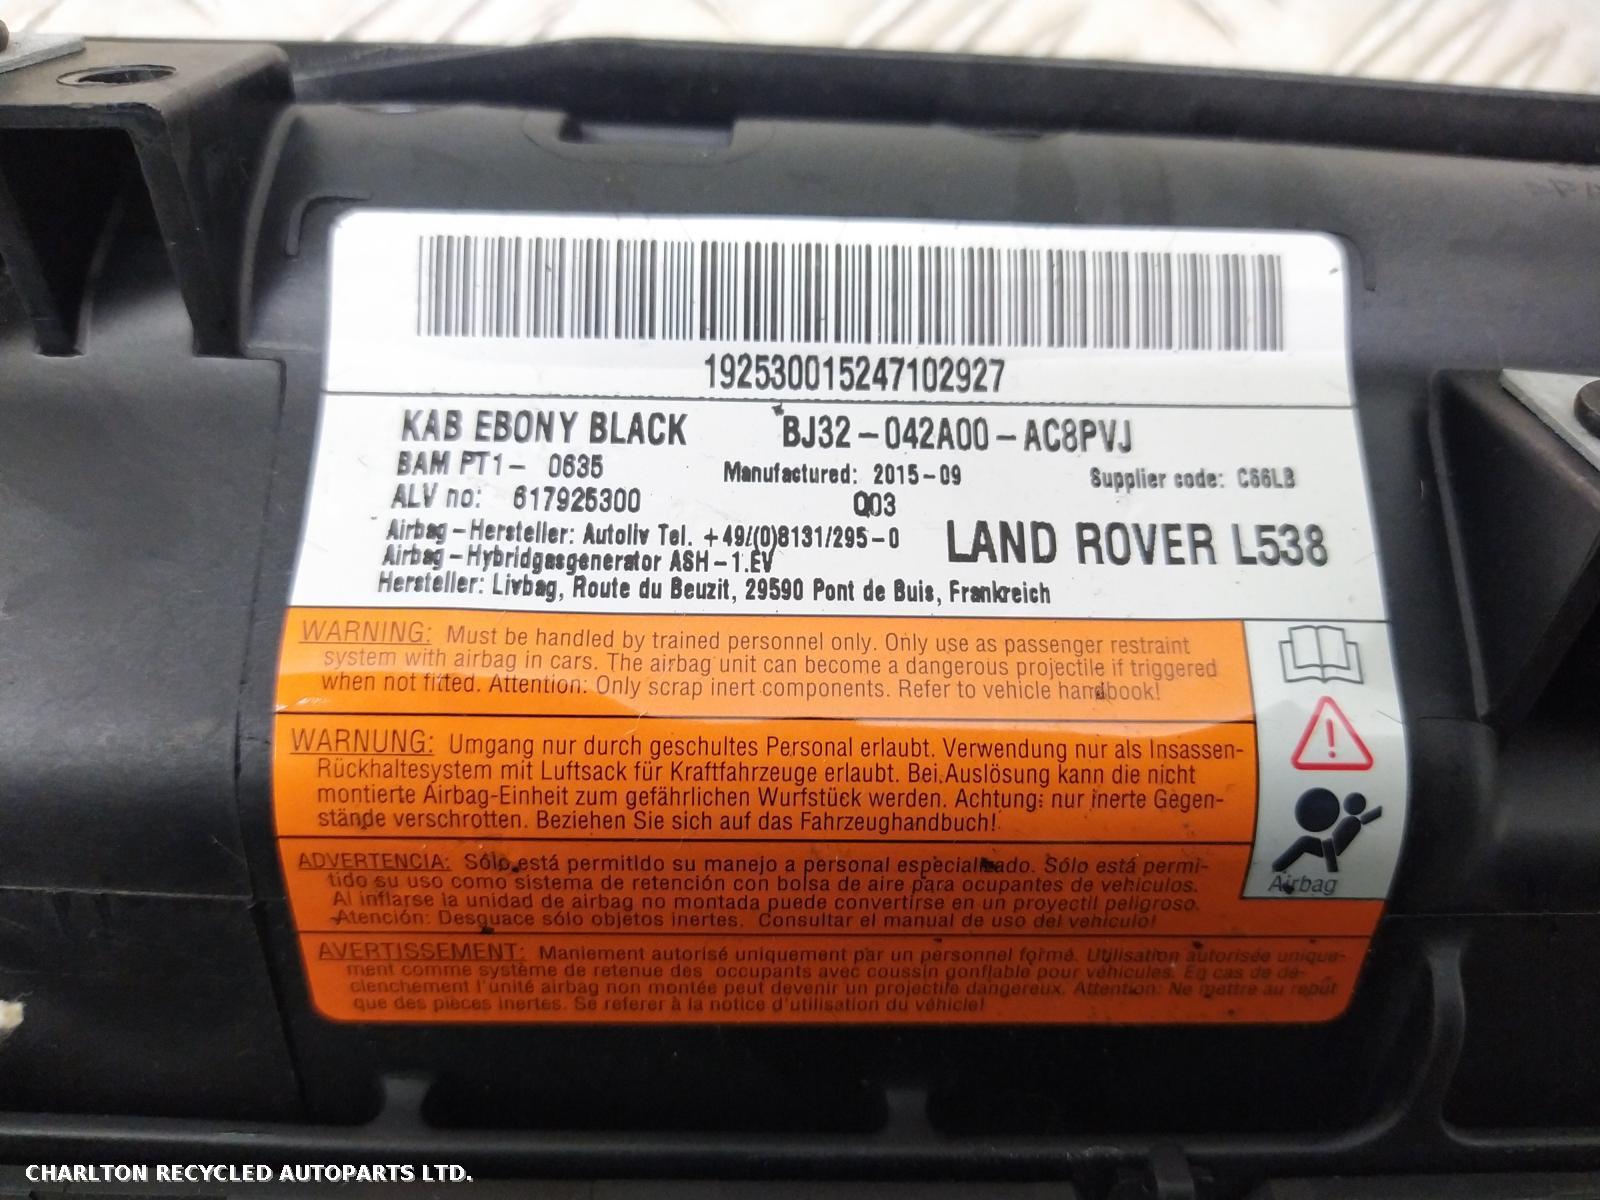 192530015247102927
KAB EBONY BLACK BJ32-042A00-AC8PVJ
BAM PT1- 0635 Manufactured: 2015-09 Supplier code: C66LB
ALV no: 617925300 Q03
Airbag-Hersteller: Autoliv Tel. +49/(0)8131/295-0 LAND ROVER L538
Airbag-Hybridgasgenerator ASH-1.EV
Hersteller: Livbag, Route du Beuzit, 29590 Pont de Buis, Frankreich
WARNING: Must be handled by trained personnel only. Only use as passenger restraint
system with airbag in cars. The airbag unit can become a dangerous projectile if triggered
when not fitted. Attention: Only scrap inert components. Refer to vehicle handbook!
WARNUNG: Umgang nur durch geschultes Personal erlaubt. Verwendung nur als Insassen-
Rückhaltesystem mit Luftsack für Kraftfahrzeuge erlaubt. Bei Auslösung kann die nicht
montierte Airbag-Einheit zum gefährlichen Wurfstück werden. Achtung: nur inerte Gegen-
stände verschrotten. Beziehen Sie sich auf das Fahrzeughandbuch!
Airbag
ADVERTENCIA: Sólo está permitido su manejo a personal especializado. Sólo está permi-
tido su uso como sistema de retención con bolsa de aire para ocupantes de vehículos.
Al inflarse la unidad de airbag no montada puede convertirse en un proyectil peligroso.
Atención: Desguace sólo objetos inertes. Consultar el manual de uso del vehículo!
AVERTISSEMENT: Maniement autorisé uniquement par un personnel formé. Utilisation autorisée unique-
ment comme système de retenue des occupants avec coussin gonflable pour véhicules. En cas de dé-
clenchement l'unité airbag non montée peut devenir un projectile dangereux. Attention: Ne mettre au rebut
que des pièces inertes. Se referer à la notice d'utilisation du véhicule!
CHARLTON RECYCLED AUTOPARTS LTD.